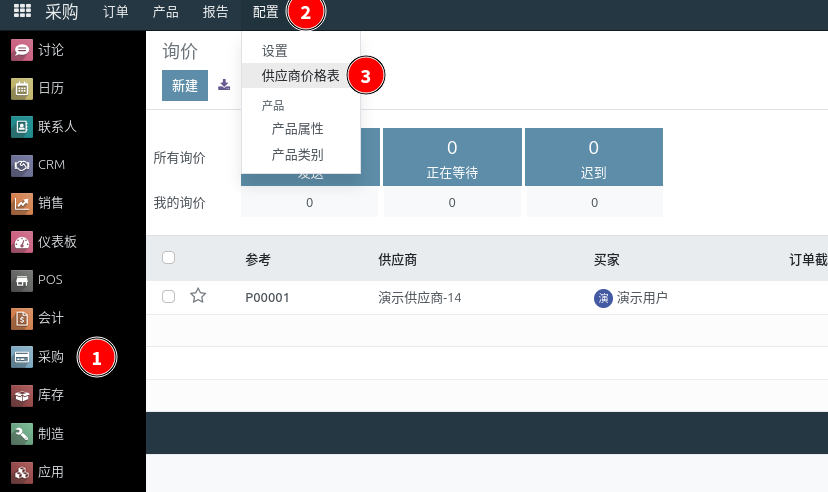 采购 订单 产品 报告 配置 2
讨论
日历
联系人
CRM
销售
仪表板
POS
会计
采购 1
库存
制造
应用
询价
新建
设置
供应商价格表 3
产品
产品属性
产品类别
所有询价 发送 0 正在等待 0 迟到
我的询价 0 0 0
参考 供应商 买家 订单截
P00001 演示供应商-14 演 演示用户